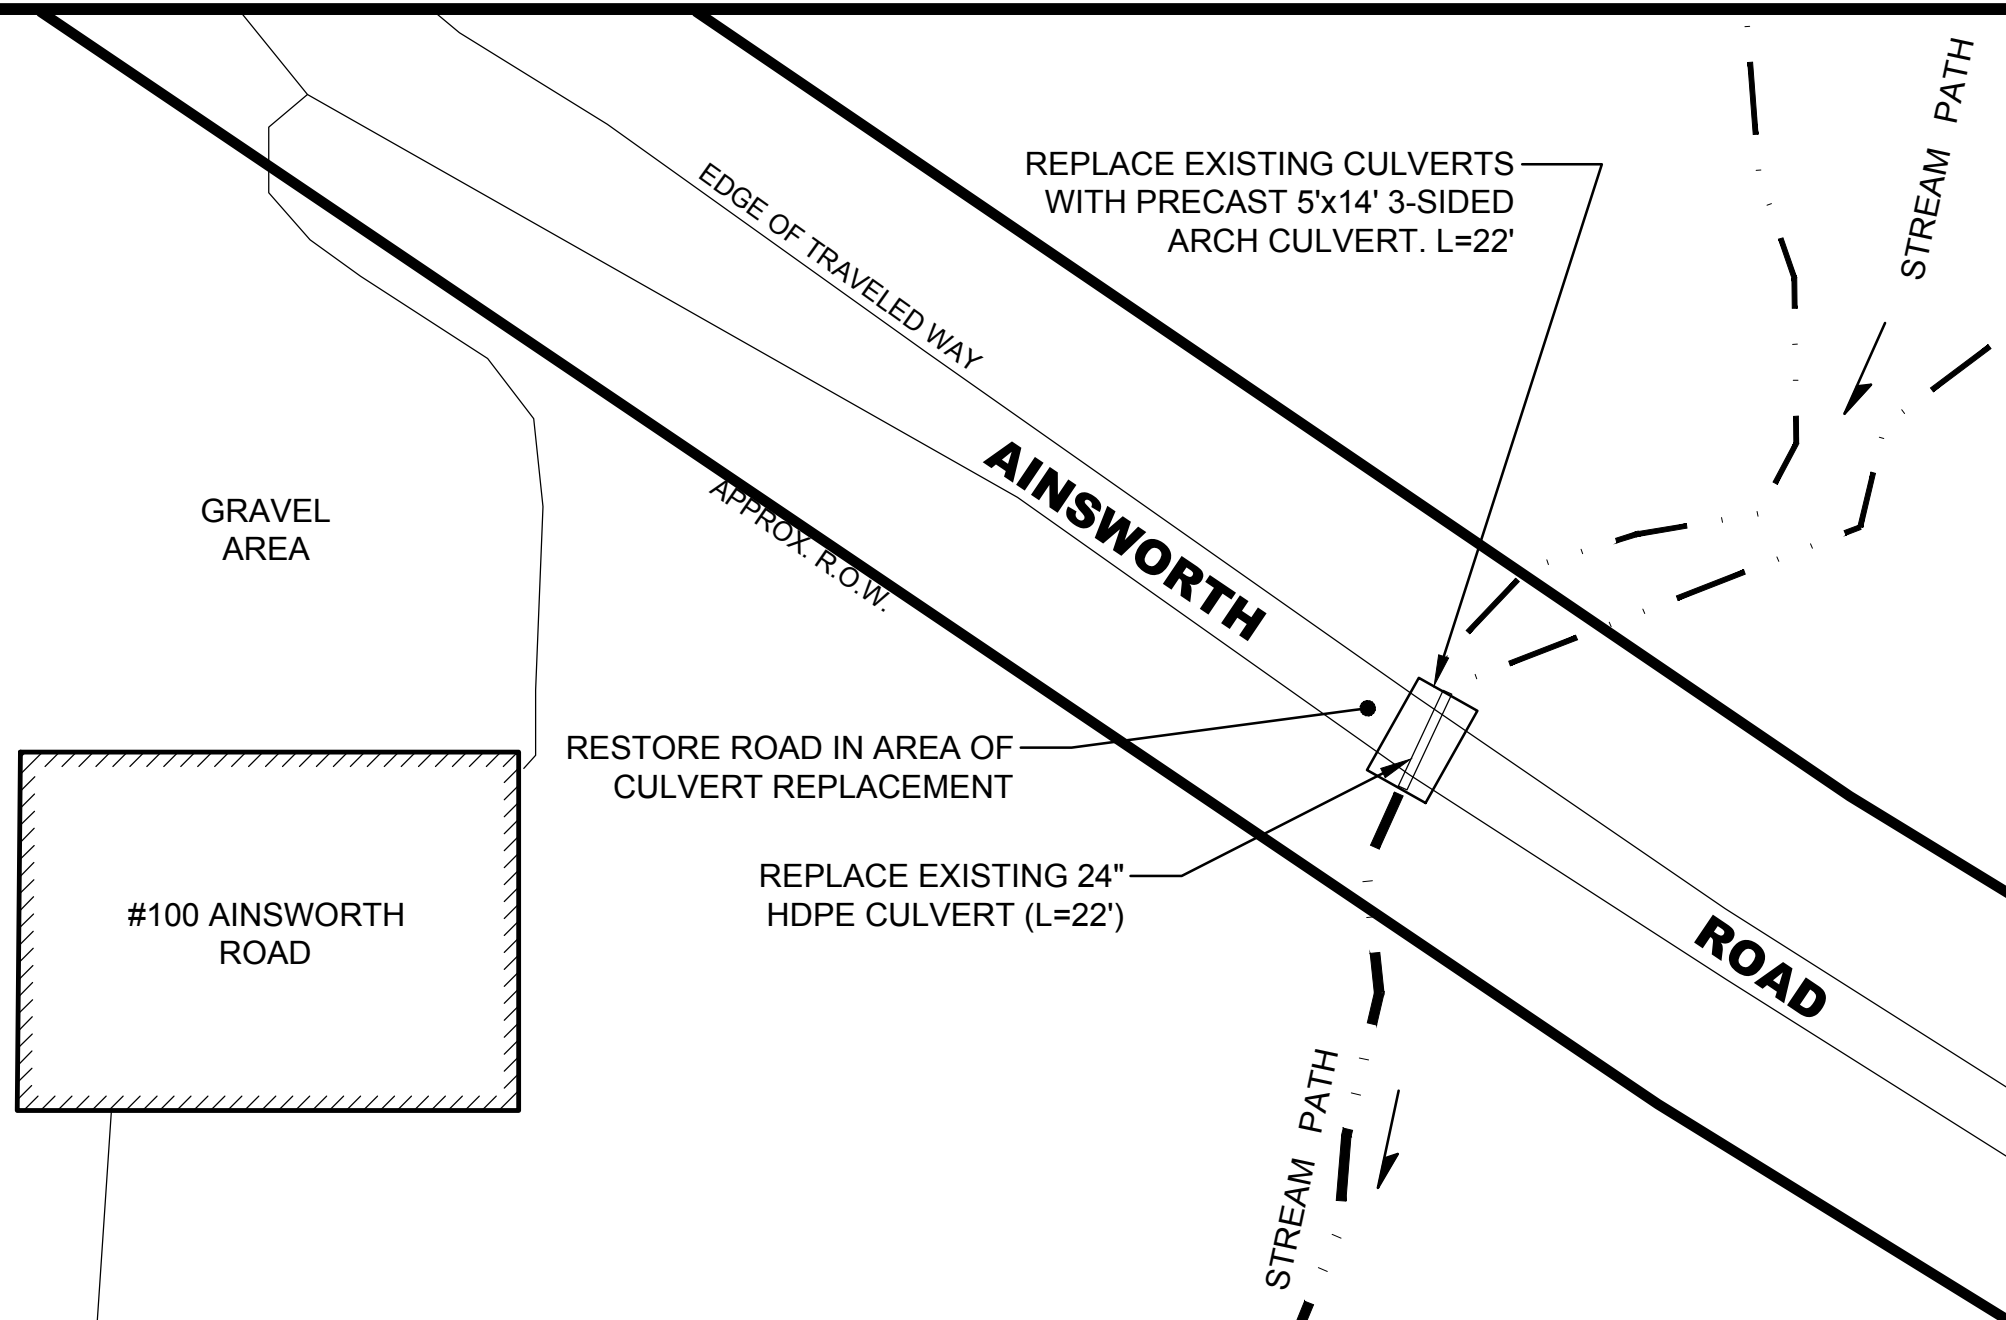 STREAM PATH
REPLACE EXISTING CULVERTS
WITH PRECAST 5'x14' 3-SIDED
ARCH CULVERT. L=22'
EDGE OF TRAVELED WAY
AINSWORTH
APPROX. R.O.W.
GRAVEL
AREA
RESTORE ROAD IN AREA OF
CULVERT REPLACEMENT
REPLACE EXISTING 24"
HDPE CULVERT (L=22')
#100 AINSWORTH
ROAD
ROAD
STREAM PATH